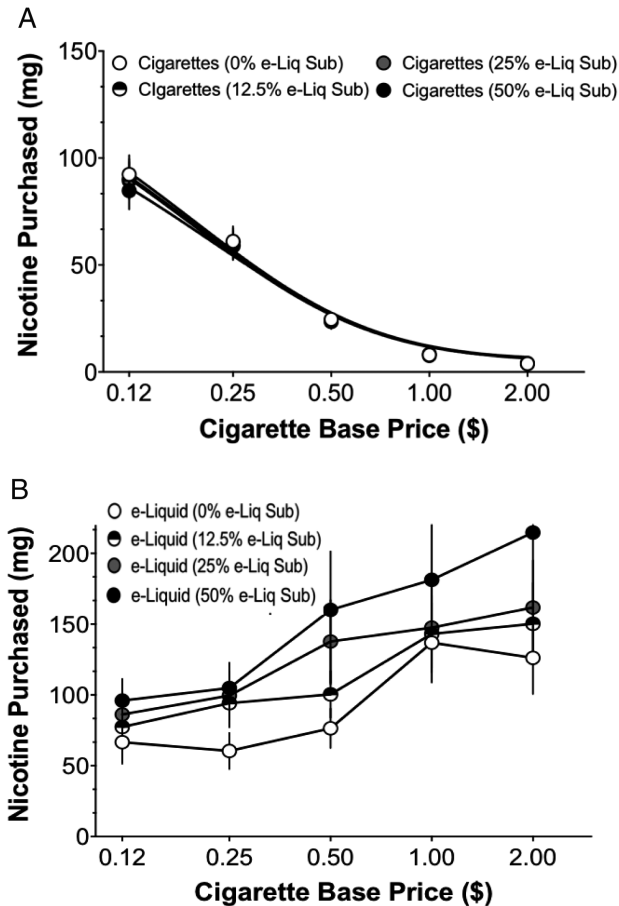 A
150
Cigarettes (0% e-Liq Sub) Cigarettes (25% e-Liq Sub)
CIgarettes (12.5% e-Liq Sub) Cigarettes (50% e-Liq Sub)
100
50
0
Nicotine Purchased (mg)
0.12 0.25 0.50 1.00 2.00
Cigarette Base Price ($)
B
e-Liquid (0% e-Liq Sub)
e-Liquid (12.5% e-Liq Sub)
e-Liquid (25% e-Liq Sub)
e-Liquid (50% e-Liq Sub)
200
150
100
50
0
Nicotine Purchased (mg)
0.12 0.25 0.50 1.00 2.00
Cigarette Base Price ($)